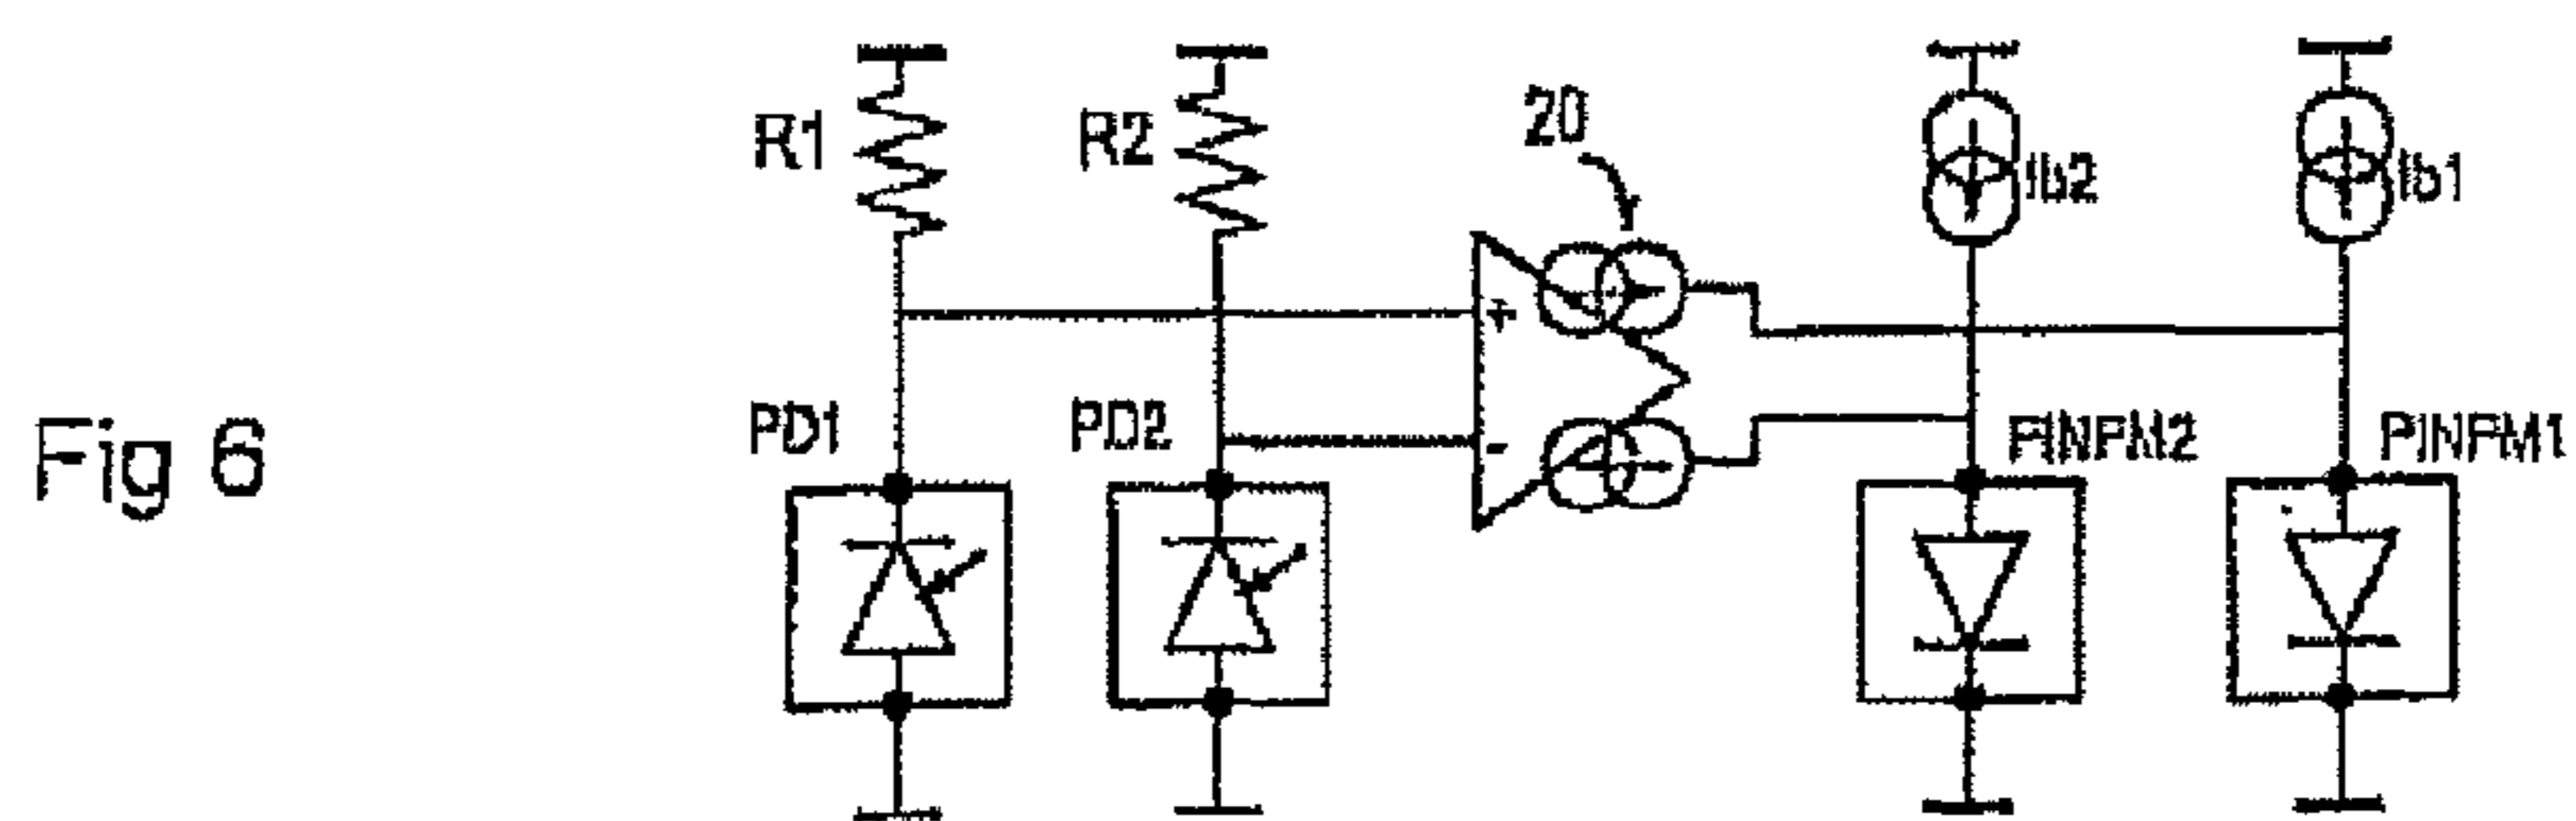 Fig 6
R1
R2
20
Ib2
Ib1
+
-
PD1
PD2
PINPM2
PINPM1